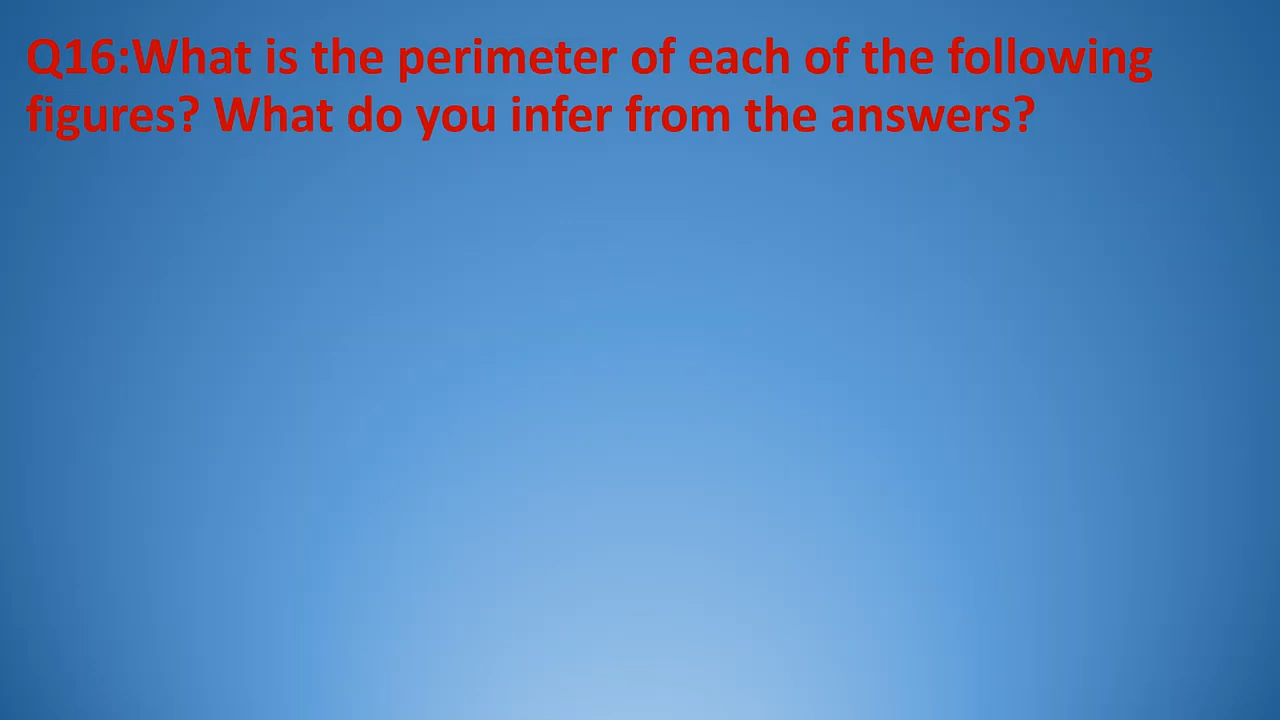 Q16:What is the perimeter of each of the following
figures? What do you infer from the answers?